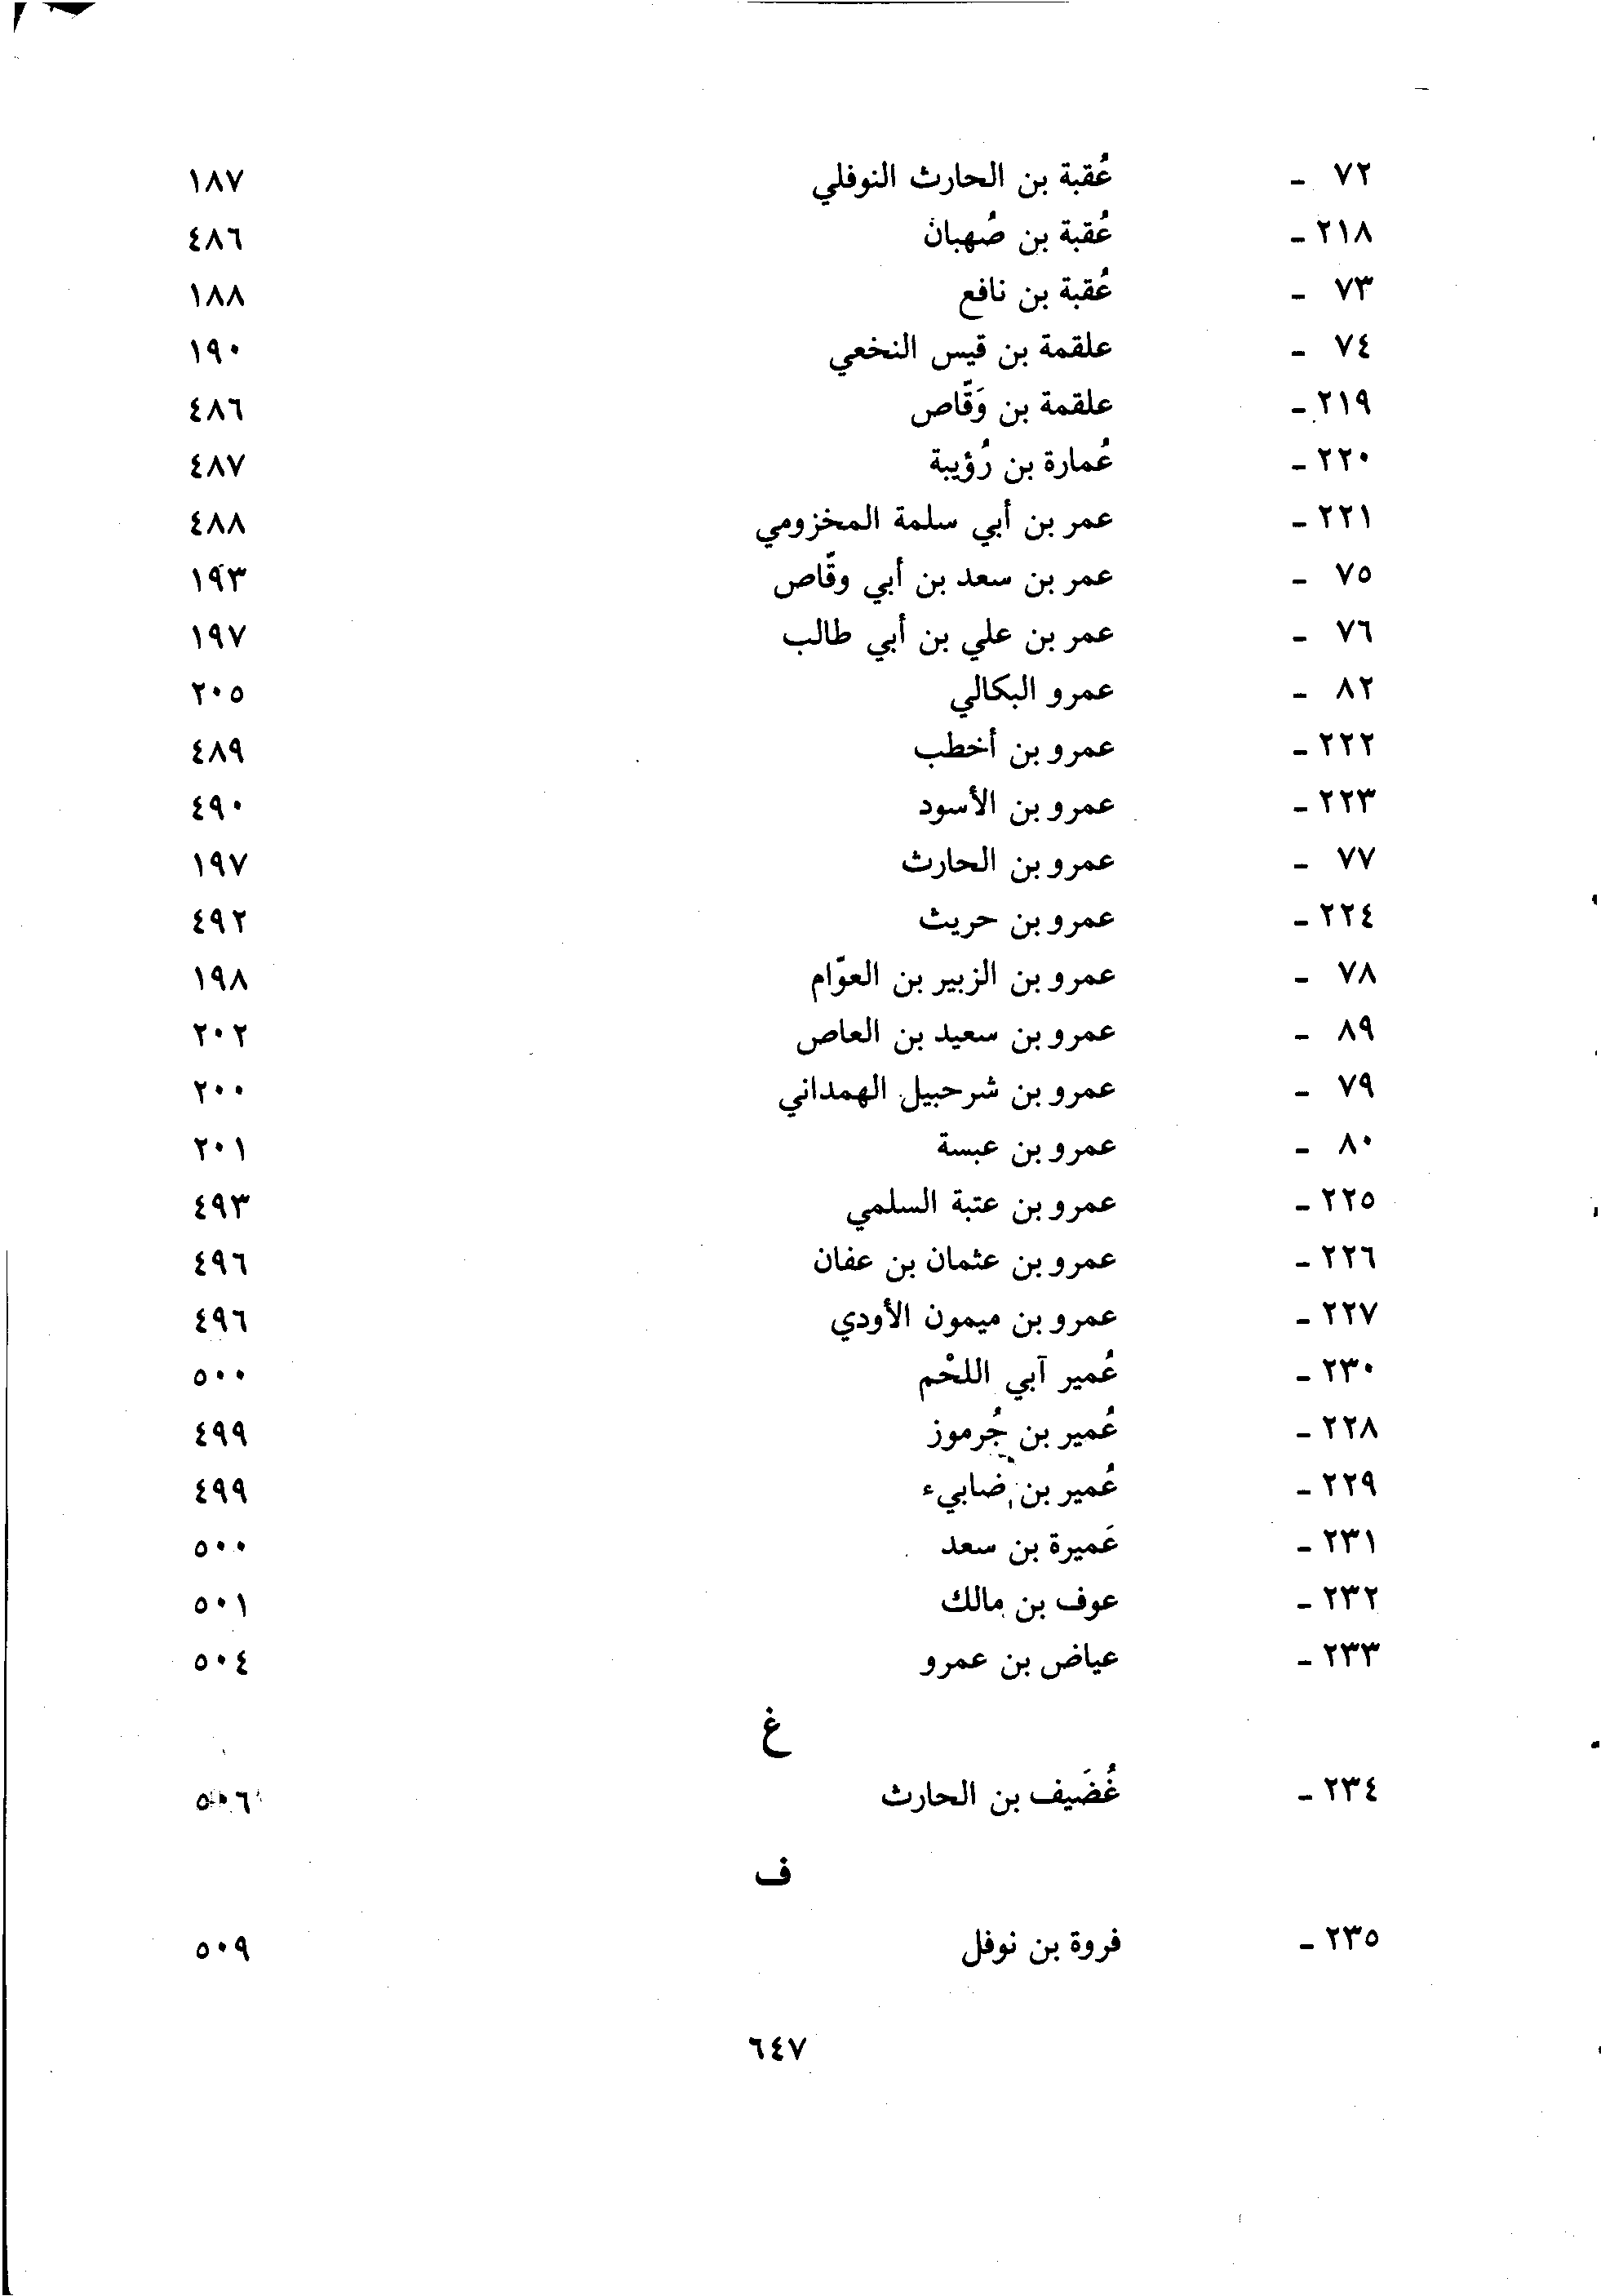 ٧٢ - عُقبة بن الحارث النوفلي ١٨٧
٢١٨ - عُقبة بن صُهبان ٤٨٦
٧٣ - عُقبة بن نافع ١٨٨
٧٤ - علقمة بن قيس النخعي ١٩٠
٢١٩ - علقمة بن وَقّاص ٤٨٦
٢٢٠ - عُمارة بن رُؤيبة ٤٨٧
٢٢١ - عمر بن أبي سلمة المخزومي ٤٨٨
٧٥ - عمر بن سعد بن أبي وقّاص ١٩٣
٧٦ - عمر بن علي بن أبي طالب ١٩٧
٨٢ - عمرو البكالي ٢٠٥
٢٢٢ - عمرو بن أخطب ٤٨٩
٢٢٣ - عمرو بن الأسود ٤٩٠
٧٧ - عمرو بن الحارث ١٩٧
٢٢٤ - عمرو بن حريث ٤٩٢
٧٨ - عمرو بن الزبير بن العوّام ١٩٨
٨٩ - عمرو بن سعيد بن العاص ٢٠٢
٧٩ - عمرو بن شرحبيل الهمداني ٢٠٠
٨٠ - عمرو بن عبسة ٢٠١
٢٢٥ - عمرو بن عتبة السلمي ٤٩٣
٢٢٦ - عمرو بن عثمان بن عفان ٤٩٦
٢٢٧ - عمرو بن ميمون الأودي ٤٩٦
٢٣٠ - عُمير آبي اللحْم ٥٠٠
٢٢٨ - عُمير بن جُرموز ٤٩٩
٢٢٩ - عُمير بن ضابيء ٤٩٩
٢٣١ - عَميرة بن سعد ٥٠٠
٢٣٢ - عوف بن مالك ٥٠١
٢٣٣ - عياض بن عمرو ٥٠٤
غ
٢٣٤ - غُضَيف بن الحارث ٥٠٦
ف
٢٣٥ - فروة بن نوفل ٥٠٩
٦٤٧